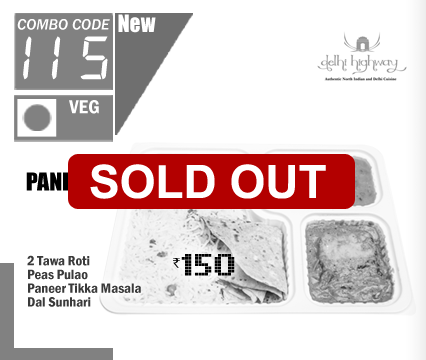 COMBO CODE
115
New
VEG
delhi highway
Authentic North Indian and Delhi Cuisine
SOLD OUT
₹150
2 Tawa Roti
Peas Pulao
Paneer Tikka Masala
Dal Sunhari